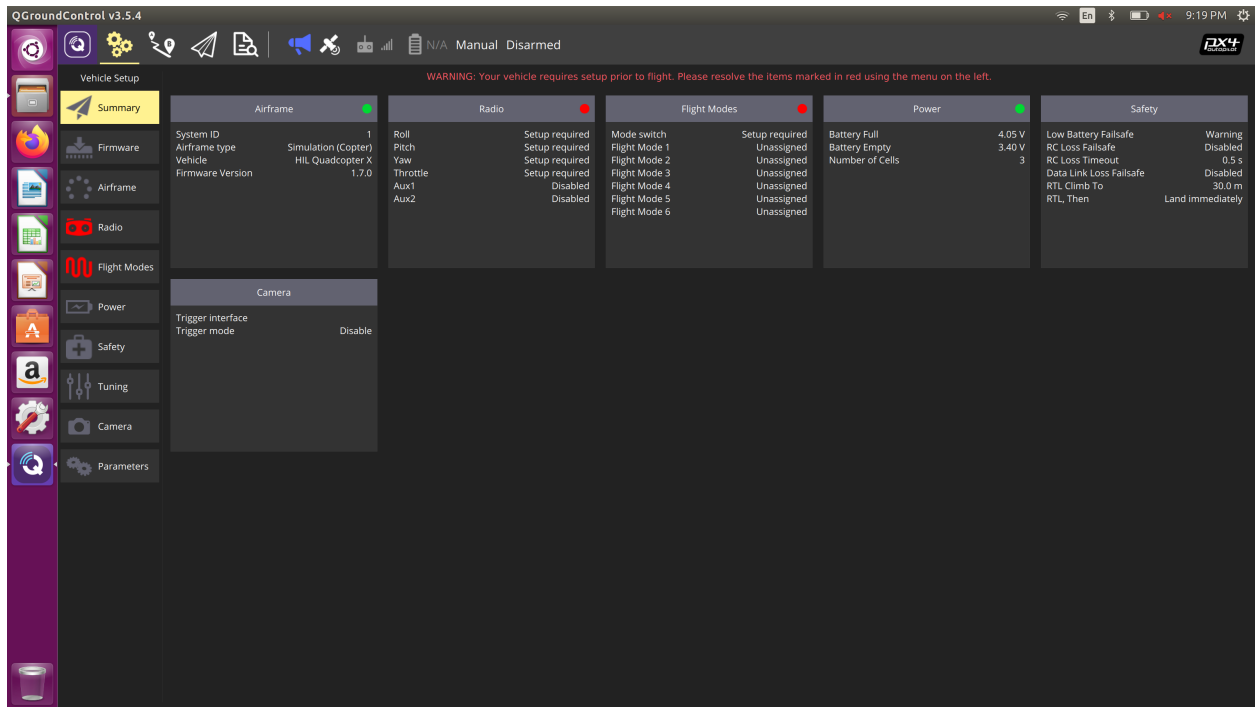 QGroundControl v3.5.4
En
9:19 PM
N/A Manual Disarmed
px4
autopilot
Vehicle Setup
WARNING: Your vehicle requires setup prior to flight. Please resolve the items marked in red using the menu on the left.
Summary
Firmware
Airframe
Radio
Flight Modes
Power
Safety
Tuning
Camera
Parameters
Airframe
System ID 1
Airframe type Simulation (Copter)
Vehicle HIL Quadcopter X
Firmware Version 1.7.0
Radio
Roll Setup required
Pitch Setup required
Yaw Setup required
Throttle Setup required
Aux1 Disabled
Aux2 Disabled
Flight Modes
Mode switch Setup required
Flight Mode 1 Unassigned
Flight Mode 2 Unassigned
Flight Mode 3 Unassigned
Flight Mode 4 Unassigned
Flight Mode 5 Unassigned
Flight Mode 6 Unassigned
Power
Battery Full 4.05 V
Battery Empty 3.40 V
Number of Cells 3
Safety
Low Battery Failsafe Warning
RC Loss Failsafe Disabled
RC Loss Timeout 0.5 s
Data Link Loss Failsafe Disabled
RTL Climb To 30.0 m
RTL, Then Land immediately
Camera
Trigger interface
Trigger mode Disable